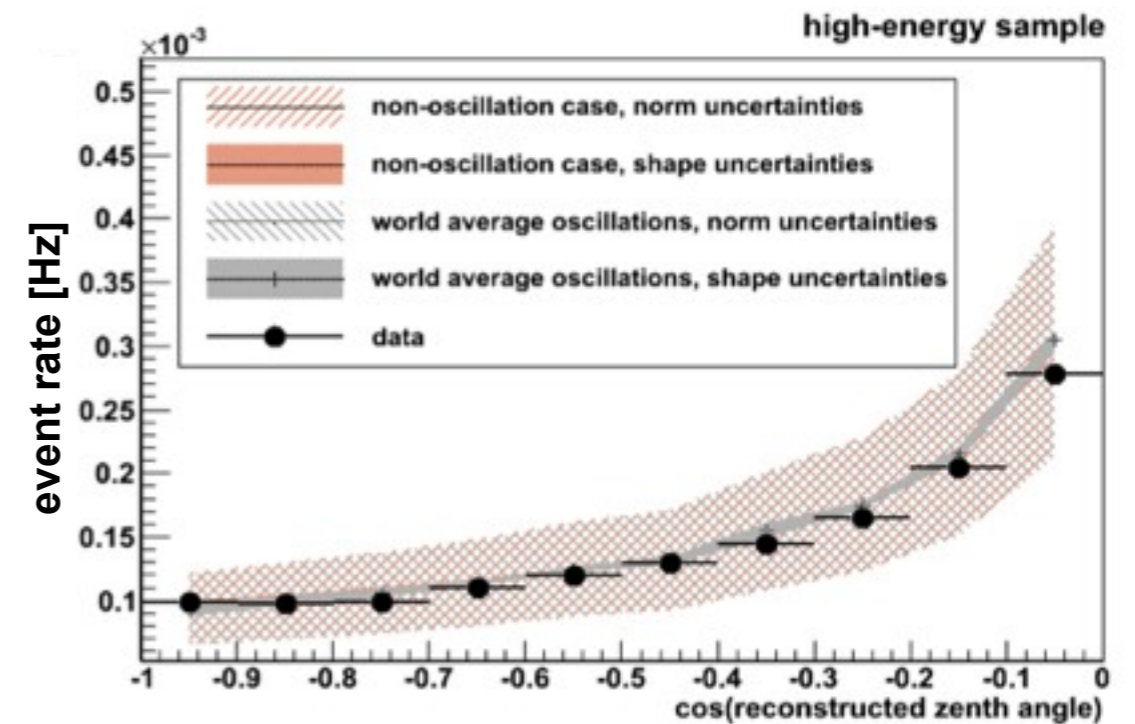 high-energy sample
×10⁻³
0.5
0.45
0.4
0.35
0.3
0.25
0.2
0.15
0.1
event rate [Hz]
non-oscillation case, norm uncertainties
non-oscillation case, shape uncertainties
world average oscillations, norm uncertainties
world average oscillations, shape uncertainties
data
-1 -0.9 -0.8 -0.7 -0.6 -0.5 -0.4 -0.3 -0.2 -0.1 0
cos(reconstructed zenth angle)